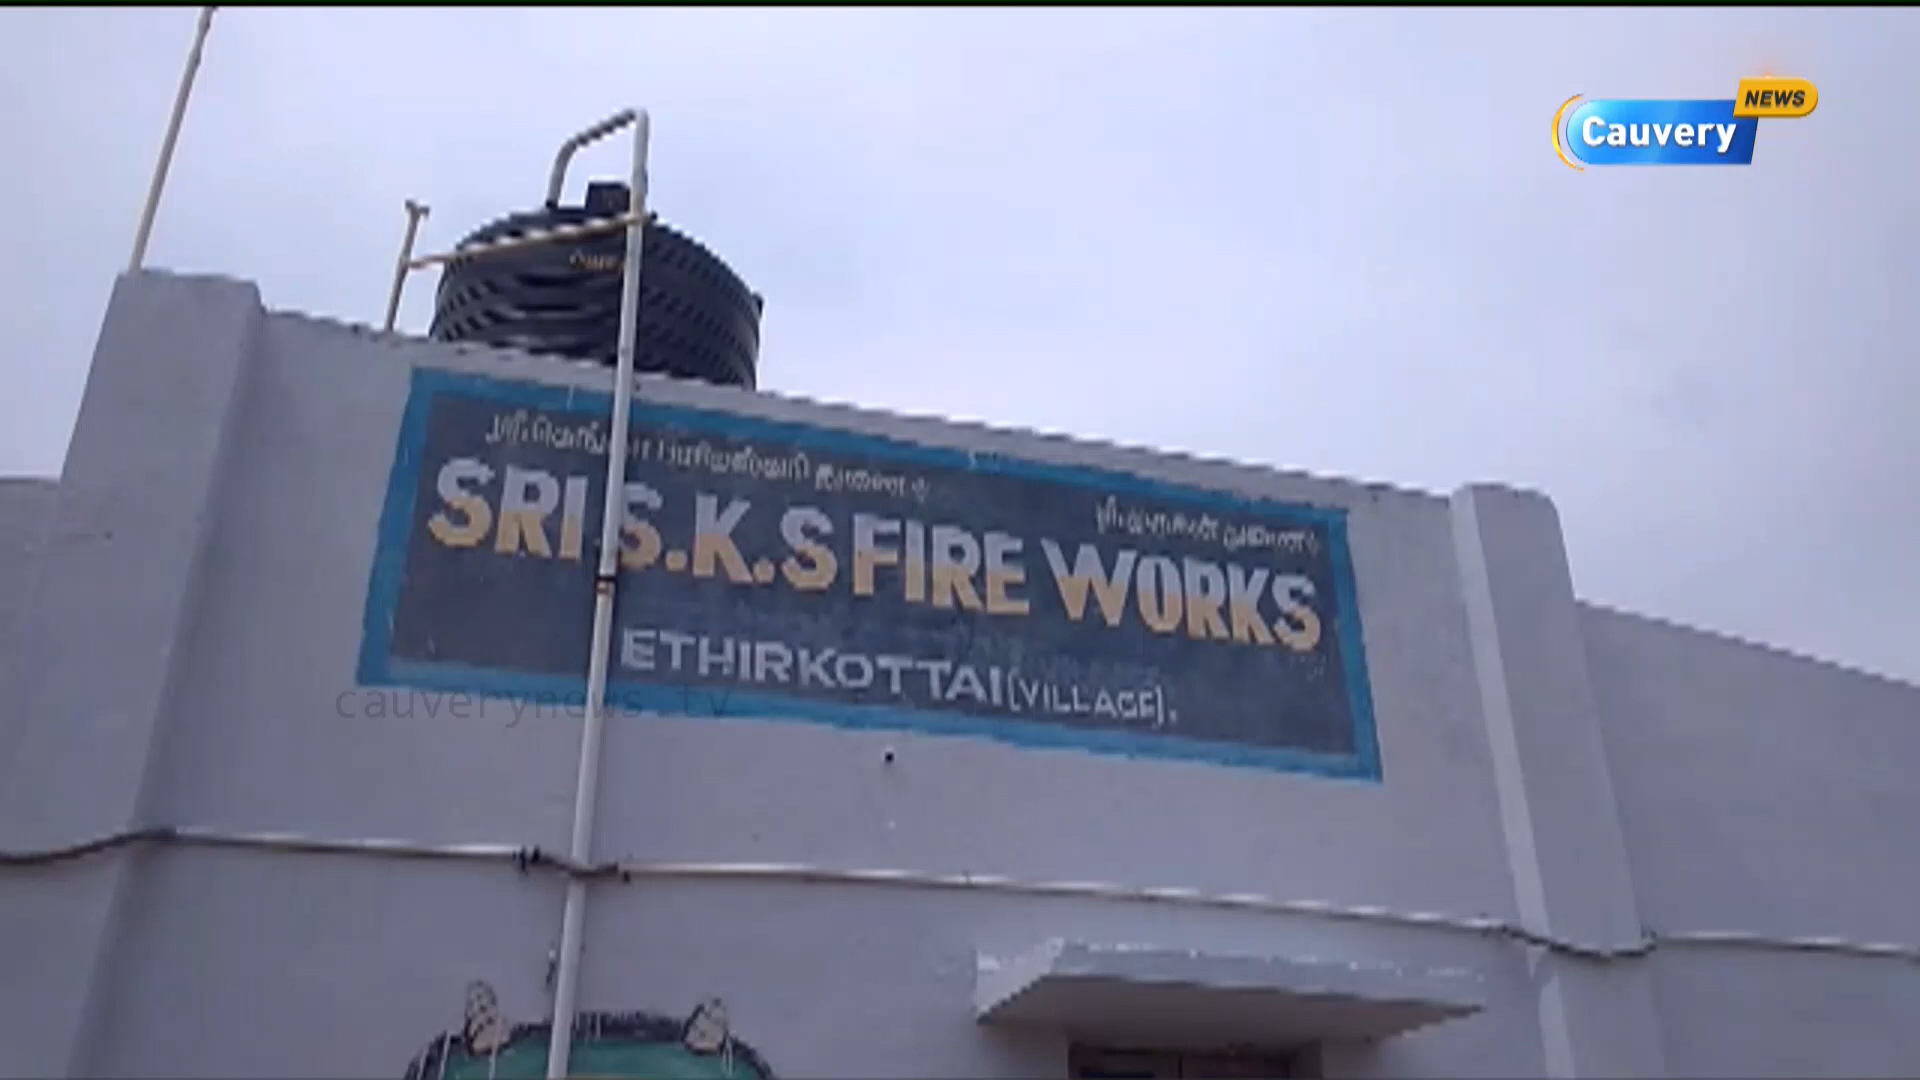 Cauvery NEWS
துணை
துணை
SRI S.K.S FIRE WORKS
ETHIRKOTTAI (VILLAGE).
cauverynews.tv